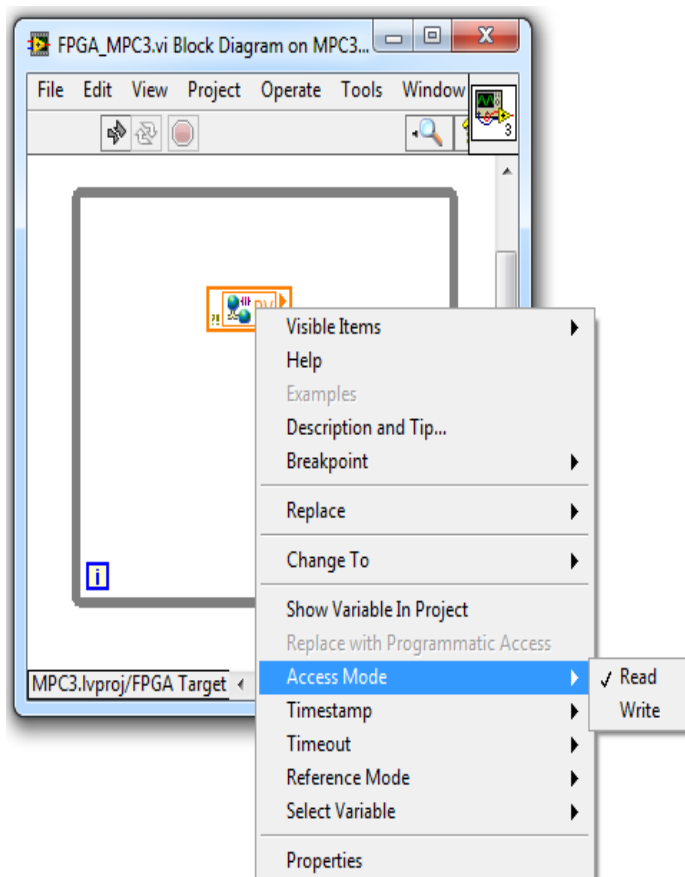 FPGA_MPC3.vi Block Diagram on MPC3...
File Edit View Project Operate Tools Window
3
?!
i
Visible Items
Help
Examples
Description and Tip...
Breakpoint
Replace
Change To
Show Variable In Project
Replace with Programmatic Access
Access Mode
Read
Write
Timestamp
Timeout
Reference Mode
Select Variable
Properties
MPC3.lvproj/FPGA Target